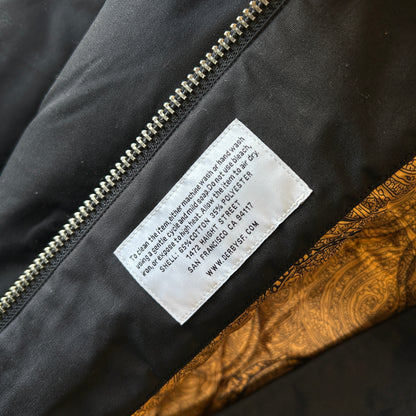 To clean the item, either machine wash or hand wash
using a gentle cycle and mild soap. Do not use bleach,
iron, or expose to high heat. Allow the item to air dry.
SHELL: 65% COTTON 35% POLYESTER
1472 HAIGHT STREET
SAN FRANCISCO CA 94117
WWW.DERBYSF.COM